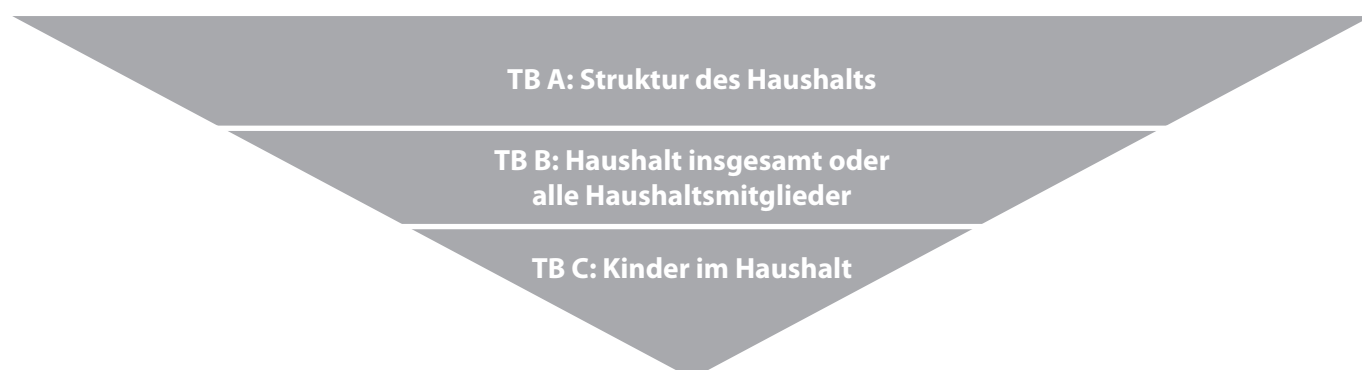 TB A: Struktur des Haushalts
TB B: Haushalt insgesamt oder
alle Haushaltsmitglieder
TB C: Kinder im Haushalt